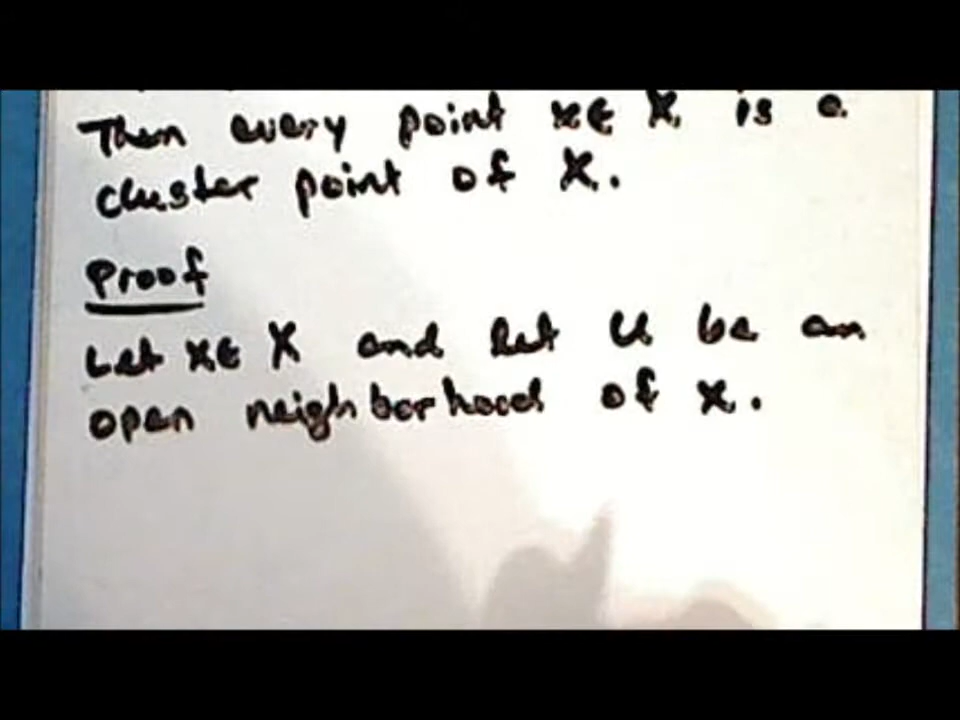 Then every point x ∈ X is a
cluster point of X.
Proof
Let x ∈ X and let U be an
open neighborhood of x.